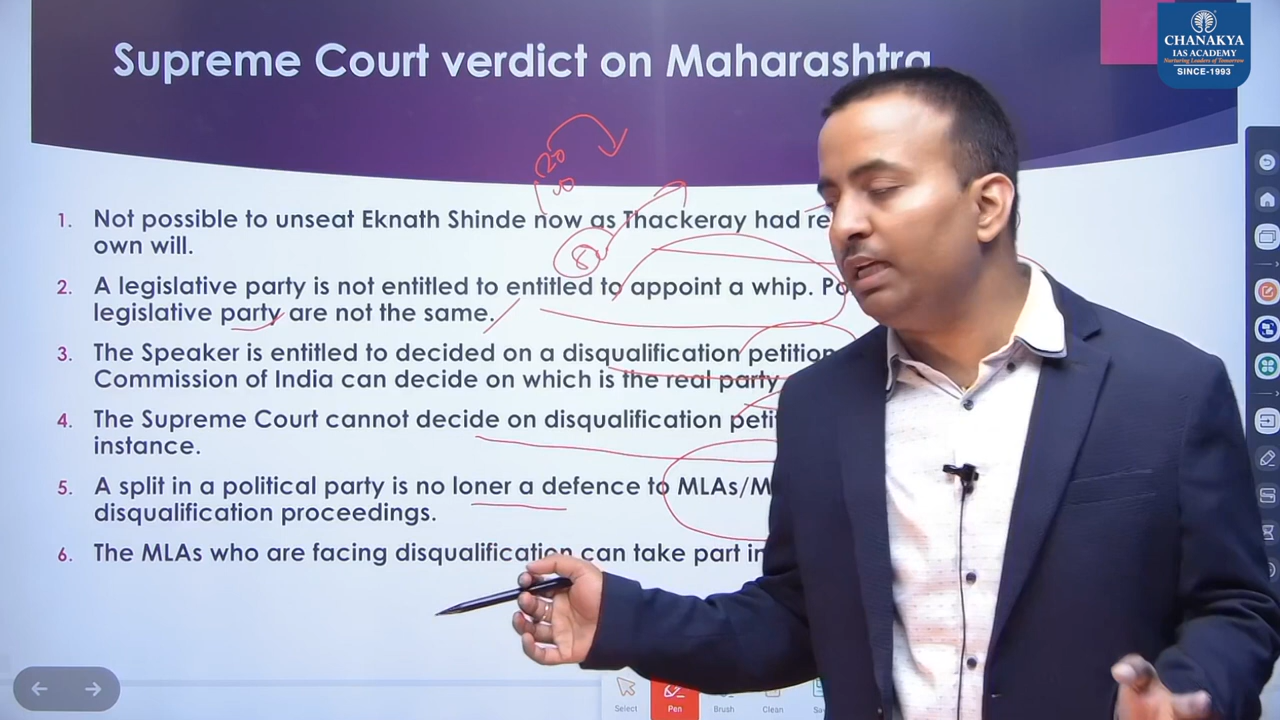 CHANAKYA
IAS ACADEMY
Nurturing Leaders of Tomorrow
SINCE-1993
Supreme Court verdict on Maharashtra
20
1. Not possible to unseat Eknath Shinde now as Thackeray had
own will.
2. A legislative party is not entitled to entitled to appoint a whip.
legislative party are not the same.
3. The Speaker is entitled to decided on a disqualification petition
Commission of India can decide on which is the real party
4. The Supreme Court cannot decide on disqualification
instance.
5. A split in a political party is no loner a defence to MLAs/
disqualification proceedings.
6. The MLAs who are facing disqualification can take part in
Select Pen Brush Clean